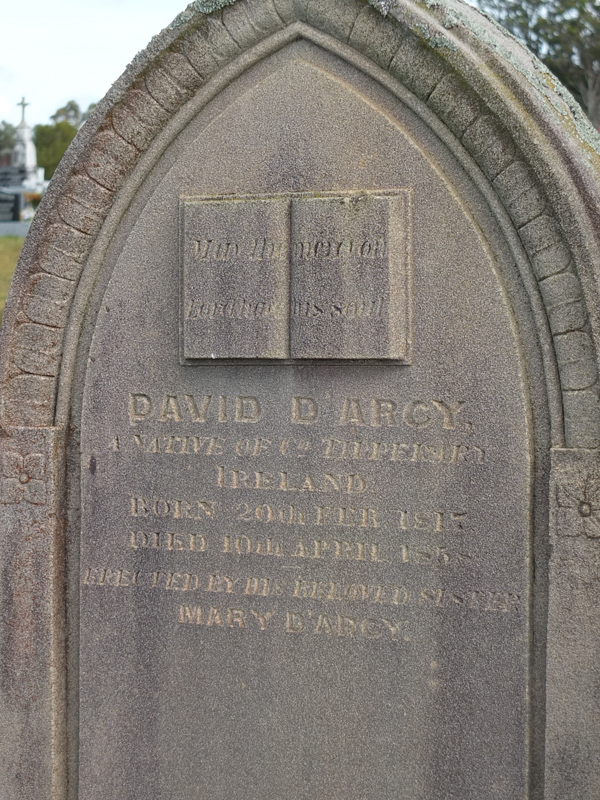 May the mercy of
Lord have his soul
DAVID D'ARCY,
A NATIVE OF Co. TIPPERARY
IRELAND
BORN 20th FEB 1817
DIED 10th APRIL
ERECTED BY HIS BELOVED SISTER
MARY D'ARCY.